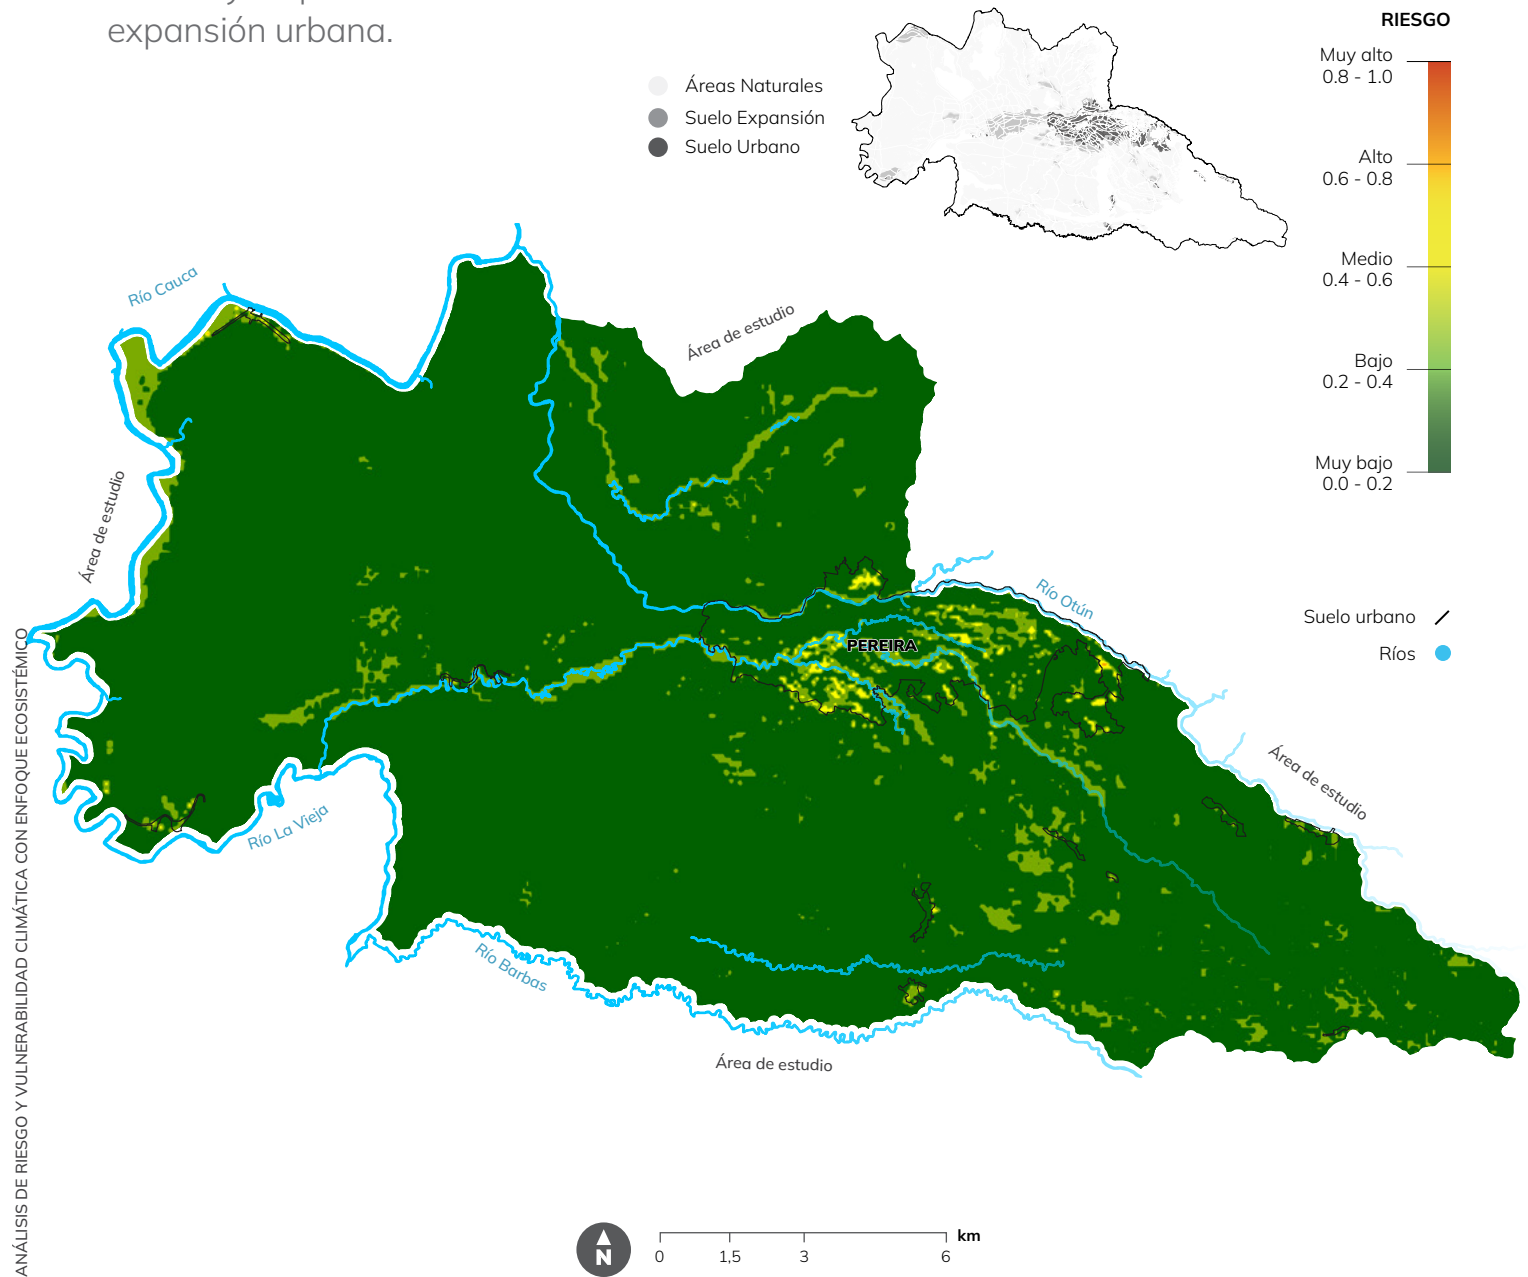 expansión urbana.
Áreas Naturales
Suelo Expansión
Suelo Urbano
RIESGO
Muy alto
0.8 - 1.0
Alto
0.6 - 0.8
Medio
0.4 - 0.6
Bajo
0.2 - 0.4
Muy bajo
0.0 - 0.2
Río Cauca
Área de estudio
Área de estudio
Río Otún
Suelo urbano
Ríos
PEREIRA
Área de estudio
Río La Vieja
Río Barbas
Área de estudio
ANÁLISIS DE RIESGO Y VULNERABILIDAD CLIMÁTICA CON ENFOQUE ECOSISTÉMICO
N
0 1,5 3 6 km